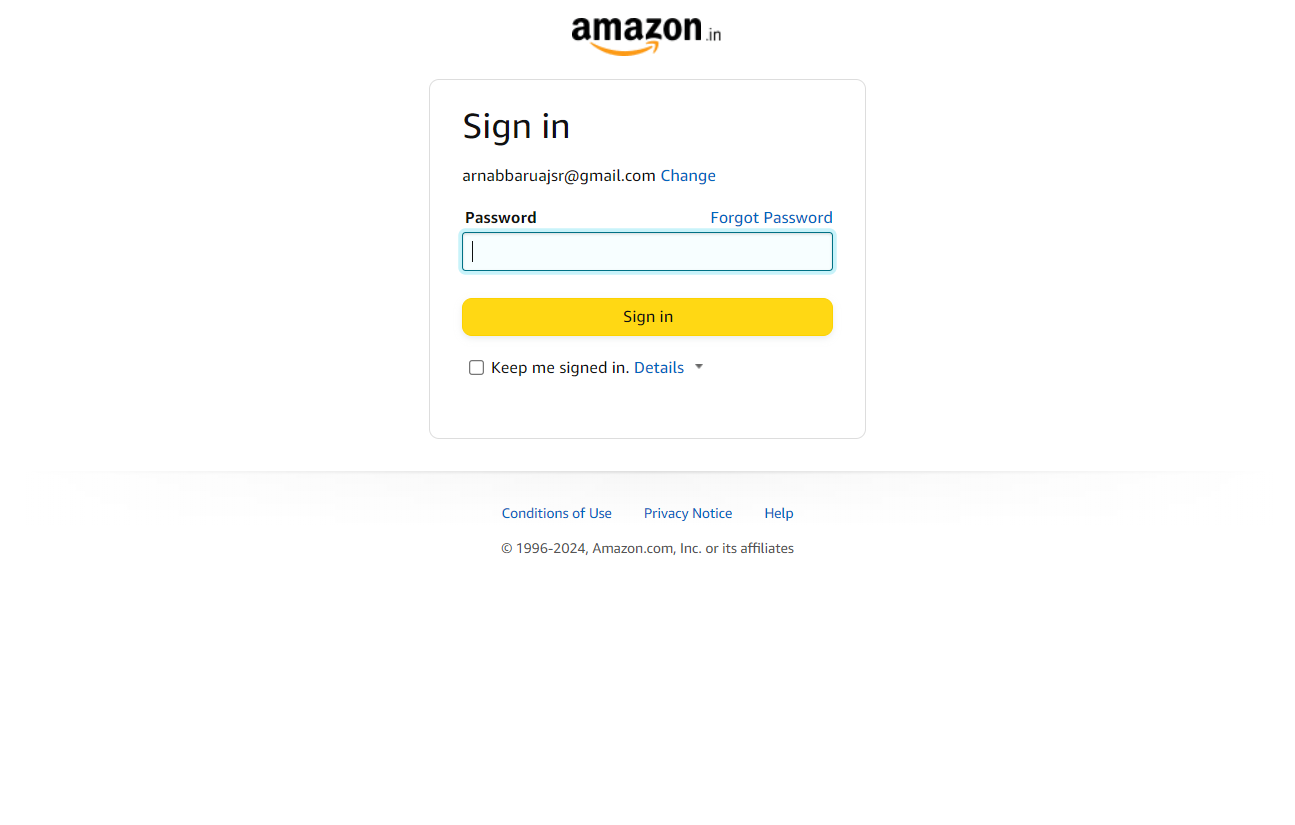 amazon.in
Sign in
arnabbaruajsr@gmail.com Change
Password Forgot Password
Sign in
Keep me signed in. Details
Conditions of Use Privacy Notice Help
© 1996-2024, Amazon.com, Inc. or its affiliates